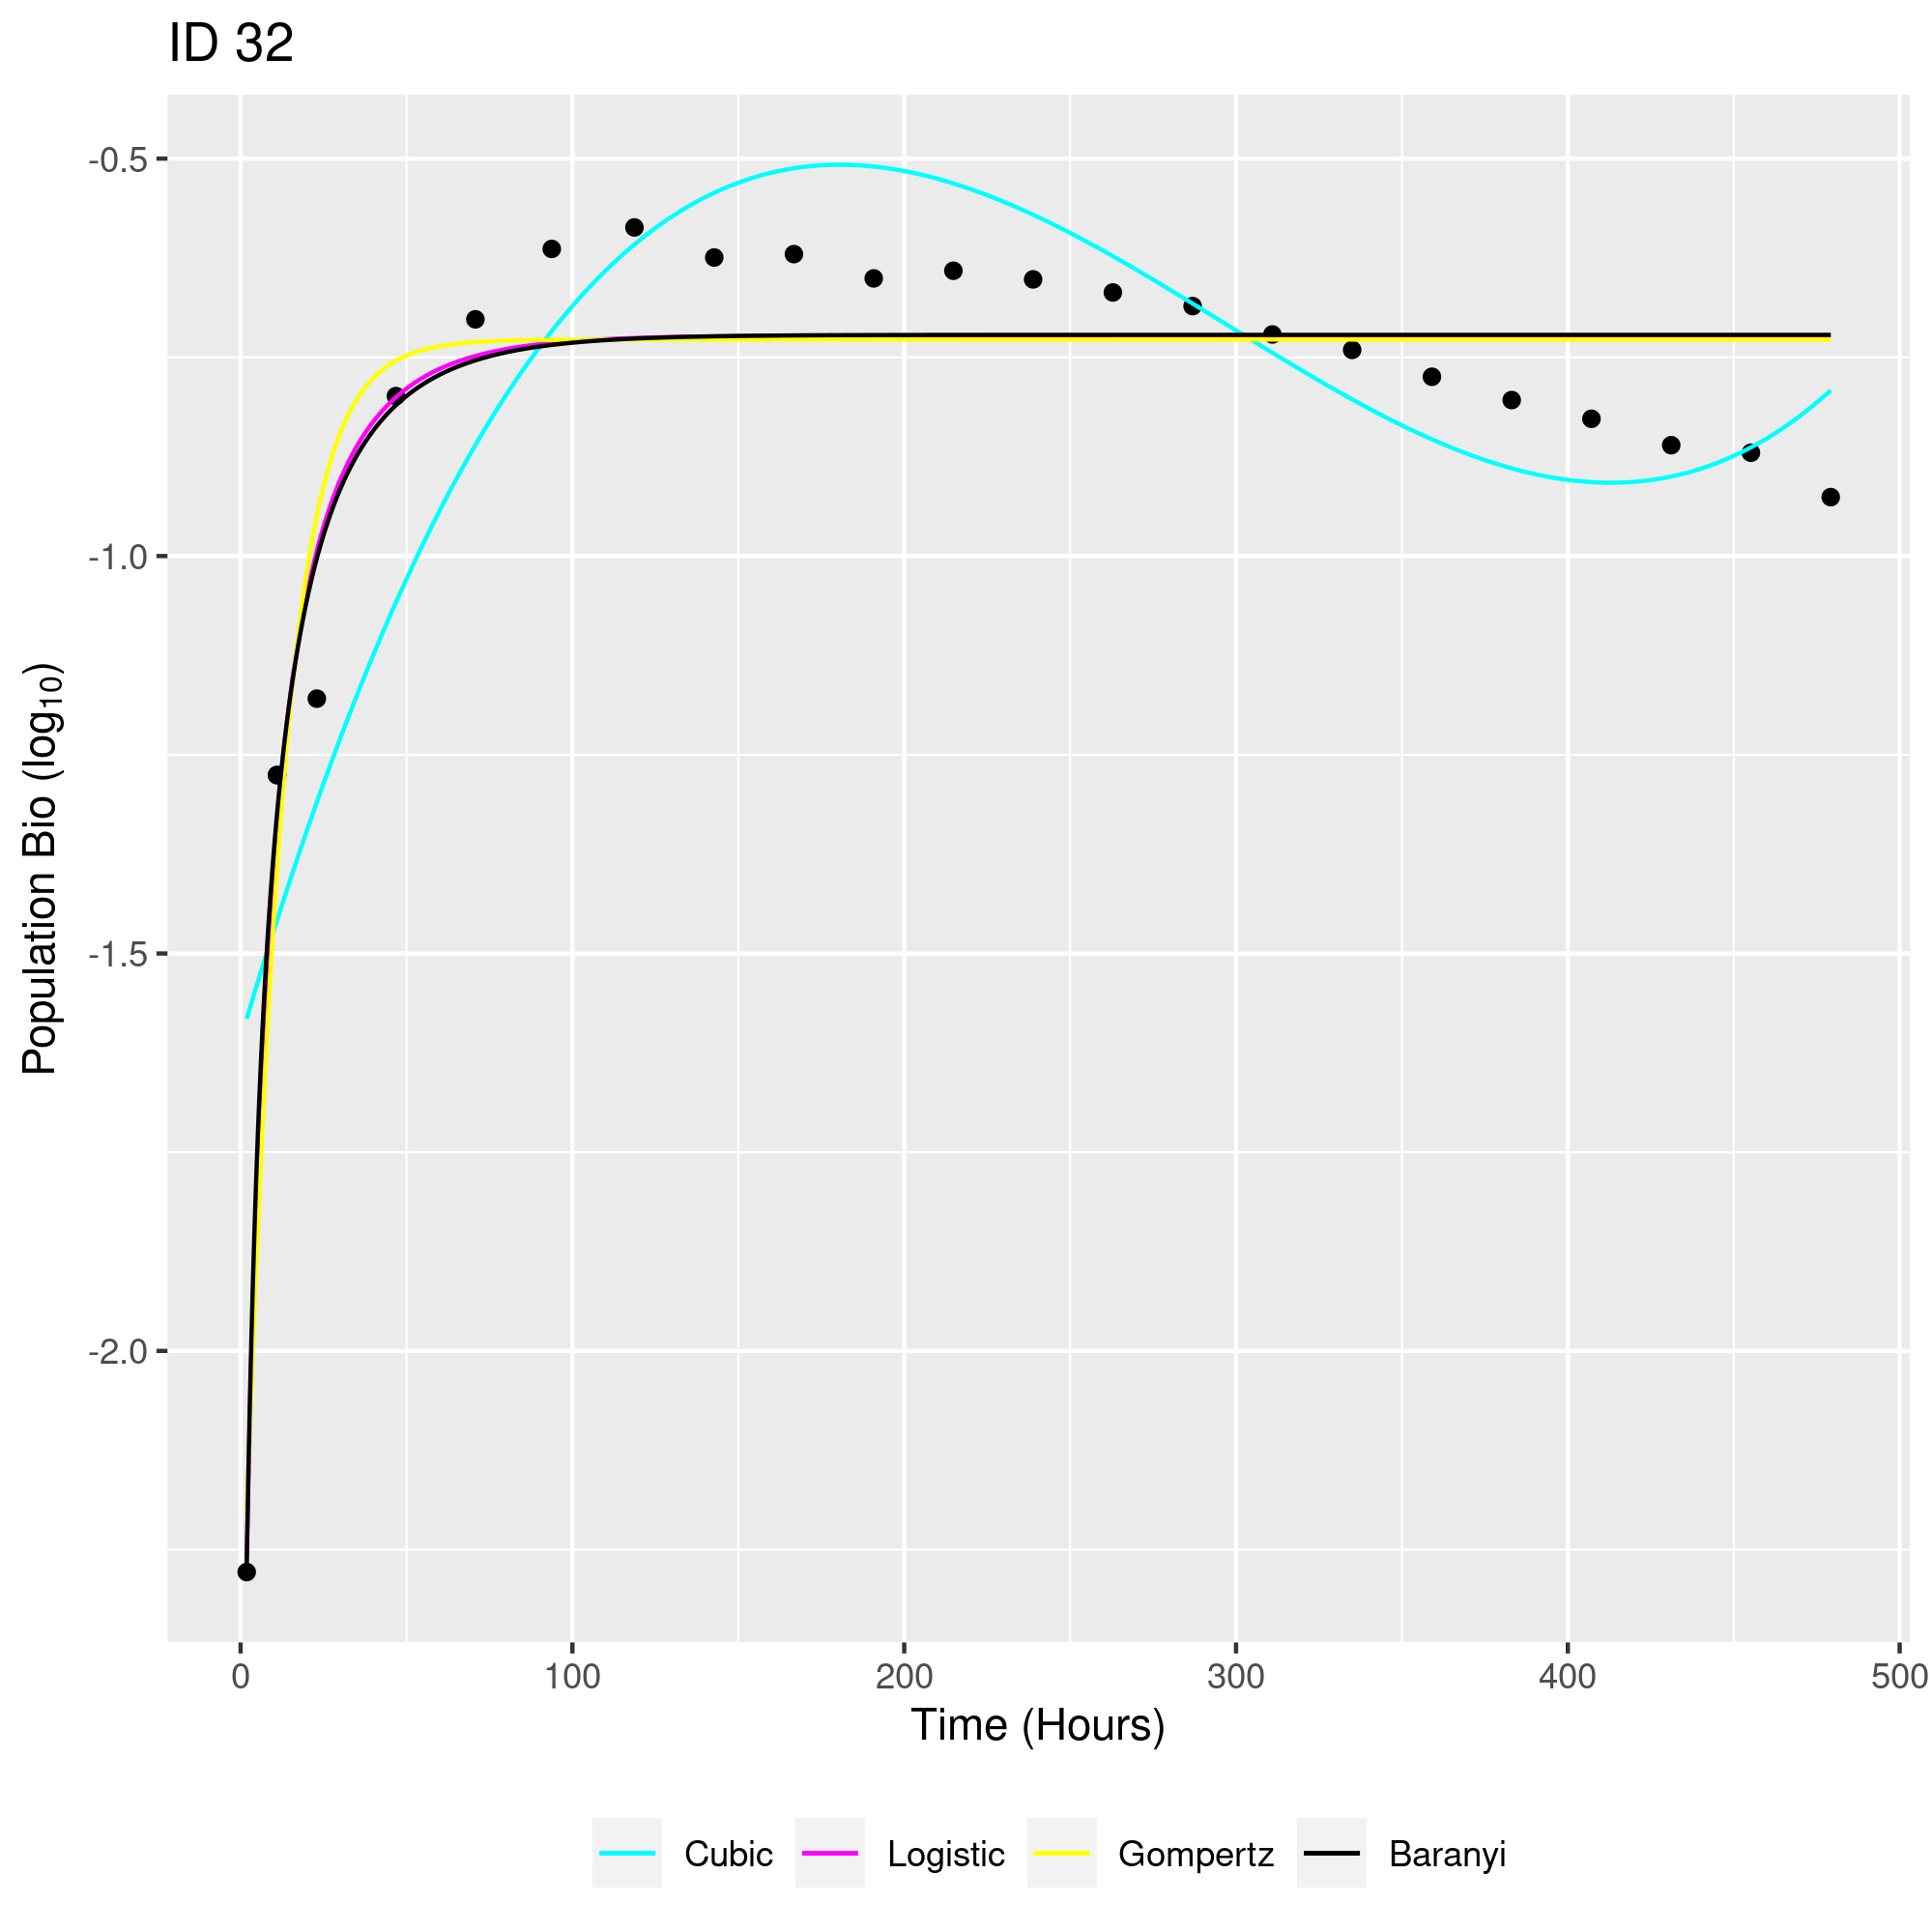 ID 32
-0.5
-1.0
-1.5
-2.0
Population Bio (log₁₀)
0 100 200 300 400 500
Time (Hours)
Cubic Logistic Gompertz Baranyi